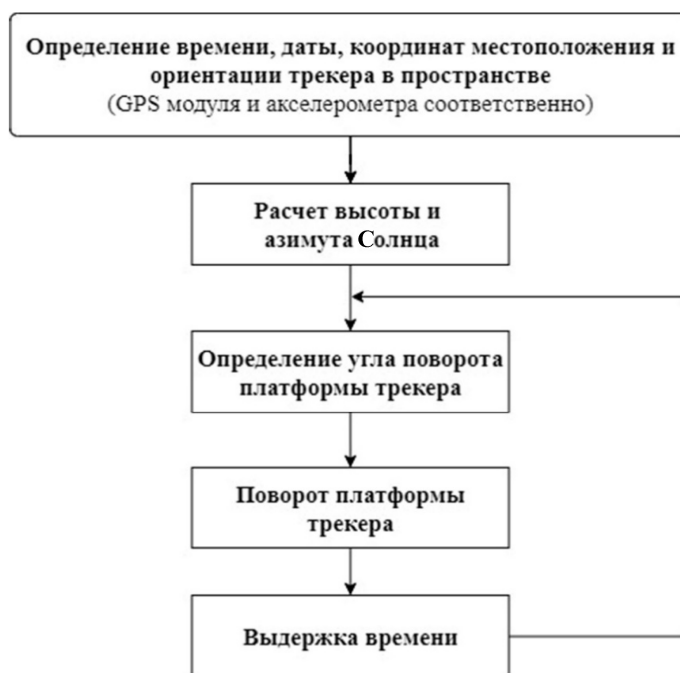 Определение времени, даты, координат местоположения и
ориентации трекера в пространстве
(GPS модуля и акселерометра соответственно)
Расчет высоты и
азимута Солнца
Определение угла поворота
платформы трекера
Поворот платформы
трекера
Выдержка времени